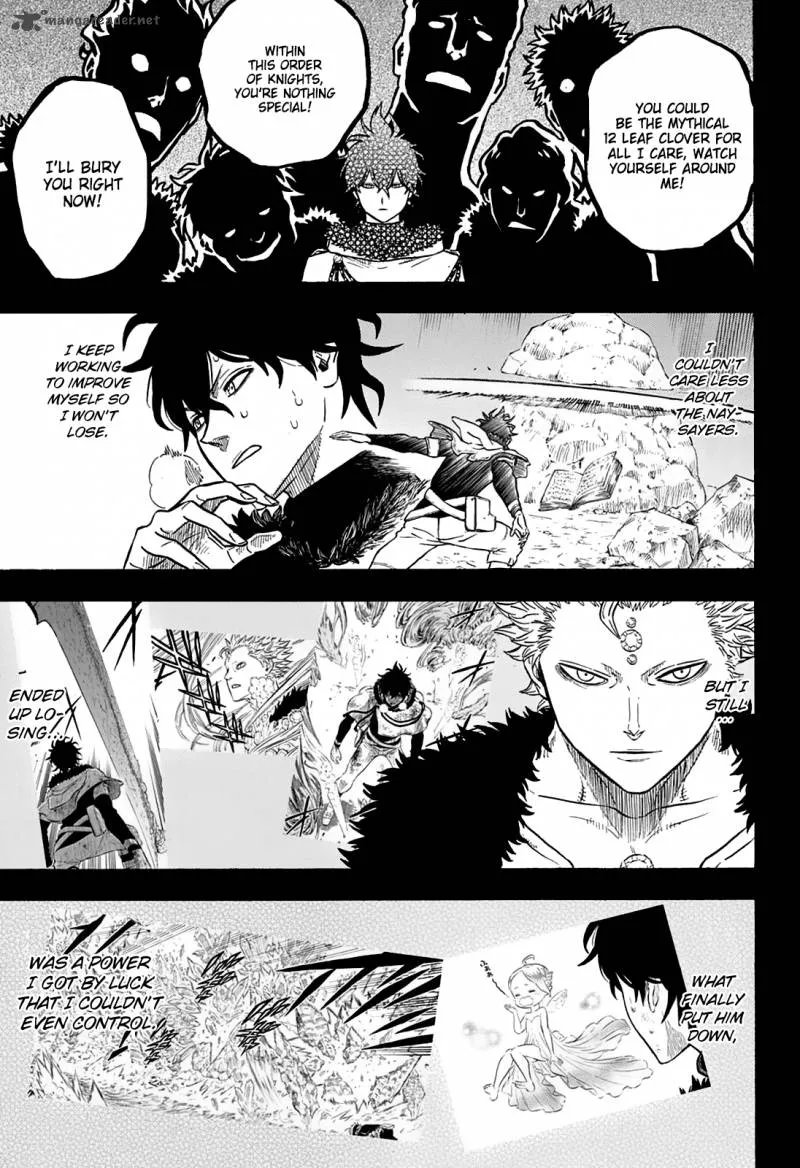 mangareader.net
YOU COULD
BE THE MYTHICAL
12 LEAF CLOVER FOR
ALL I CARE, WATCH
YOURSELF AROUND
ME!
WITHIN
THIS ORDER
OF KNIGHTS,
YOU'RE NOTHING
SPECIAL!
I'LL BURY
YOU RIGHT
NOW!
I
COULDN'T
CARE LESS
ABOUT
THE NAY-
SAYERS.
I KEEP
WORKING
TO IMPROVE
MYSELF SO
I WON'T
LOSE.
BUT I
STILL
...
ENDED
UP LO-
SING...
WHAT
FINALLY
PUT HIM
DOWN,
WAS A POWER
I GOT BY LUCK
THAT I COULDN'T
EVEN CONTROL.